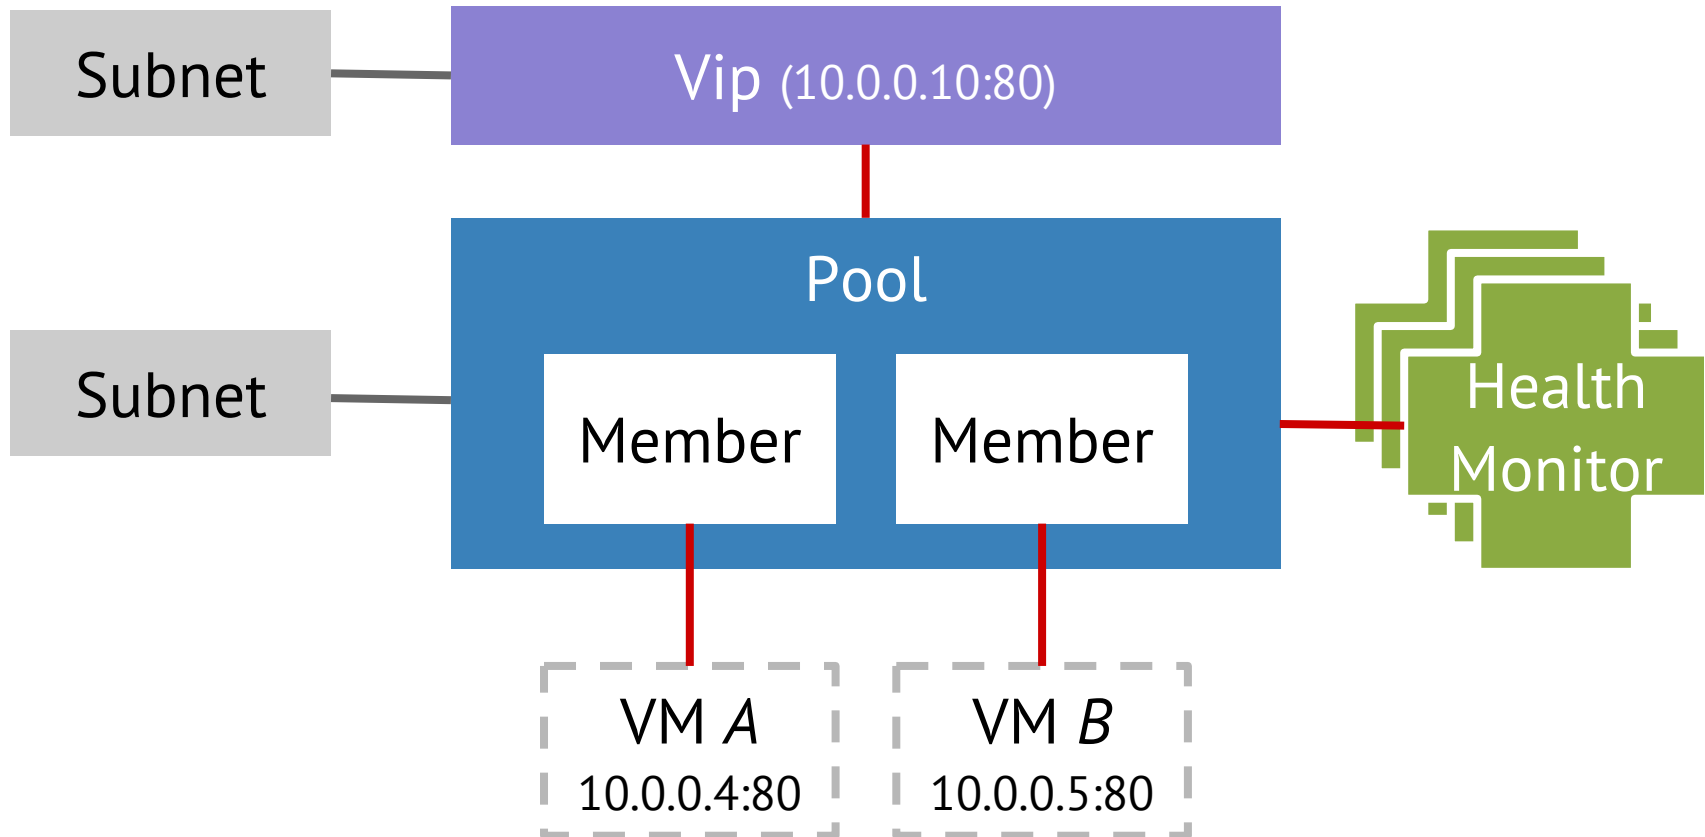 Subnet
Vip (10.0.0.10:80)
Pool
Subnet
Member
Member
Health
Monitor
VM A
10.0.0.4:80
VM B
10.0.0.5:80